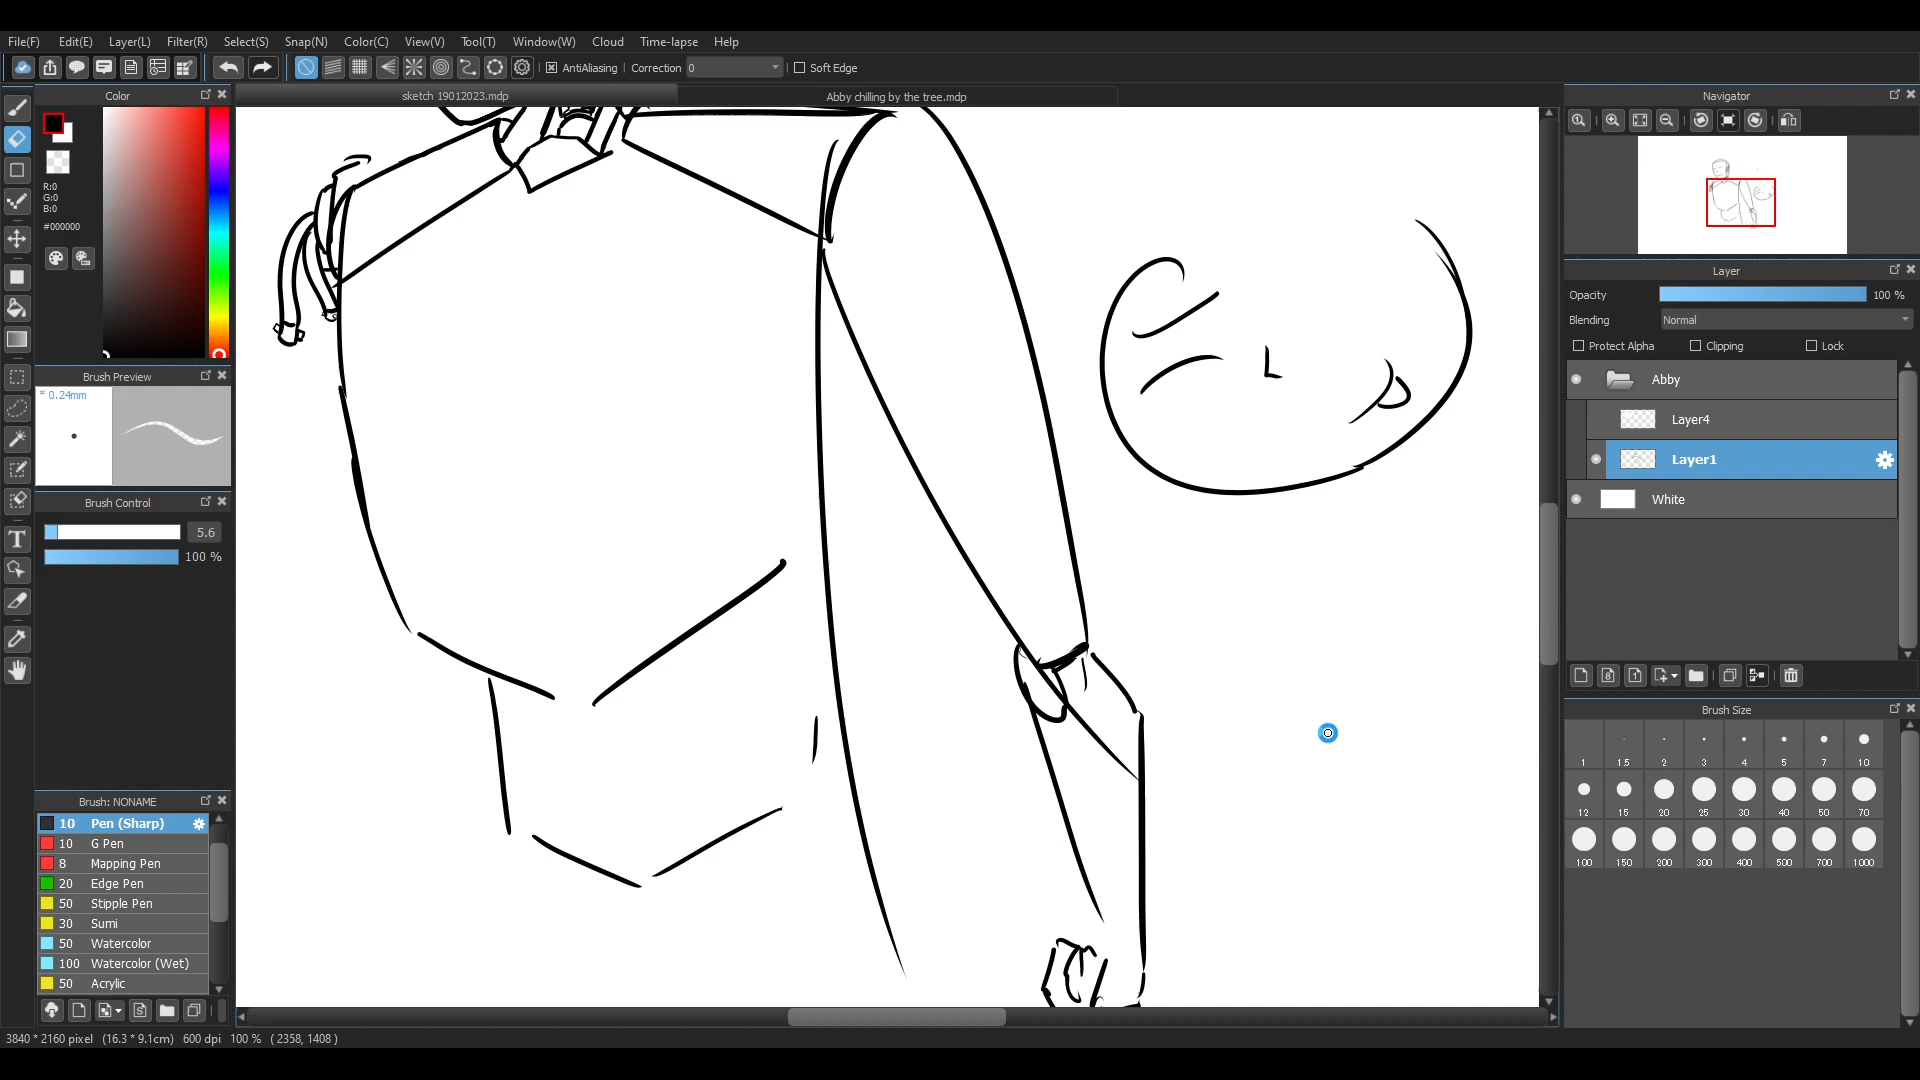 File(F) Edit(E) Layer(L) Filter(R) Select(S) Snap(N) Color(C) View(V) Tool(T) Window(W) Cloud Time-lapse Help
AntiAliasing Correction 0 Soft Edge
Color
sketch 19012023.mdp
Abby chilling by the tree.mdp
Navigator
R:0
G:0
B:0
#000000
Layer
Opacity 100 %
Blending Normal
Protect Alpha Clipping Lock
Abby
Layer4
Layer1
White
Brush Preview
* 0.24mm
Brush Control
5.6
100 %
Brush Size
1 1.5 2 3 4 5 7 10
12 15 20 25 30 40 50 70
100 150 200 300 400 500 700 1000
Brush: NONAME
10 Pen (Sharp)
10 G Pen
8 Mapping Pen
20 Edge Pen
50 Stipple Pen
30 Sumi
50 Watercolor
100 Watercolor (Wet)
50 Acrylic
3840 * 2160 pixel (16.3 * 9.1cm) 600 dpi 100 % ( 2358, 1408 )